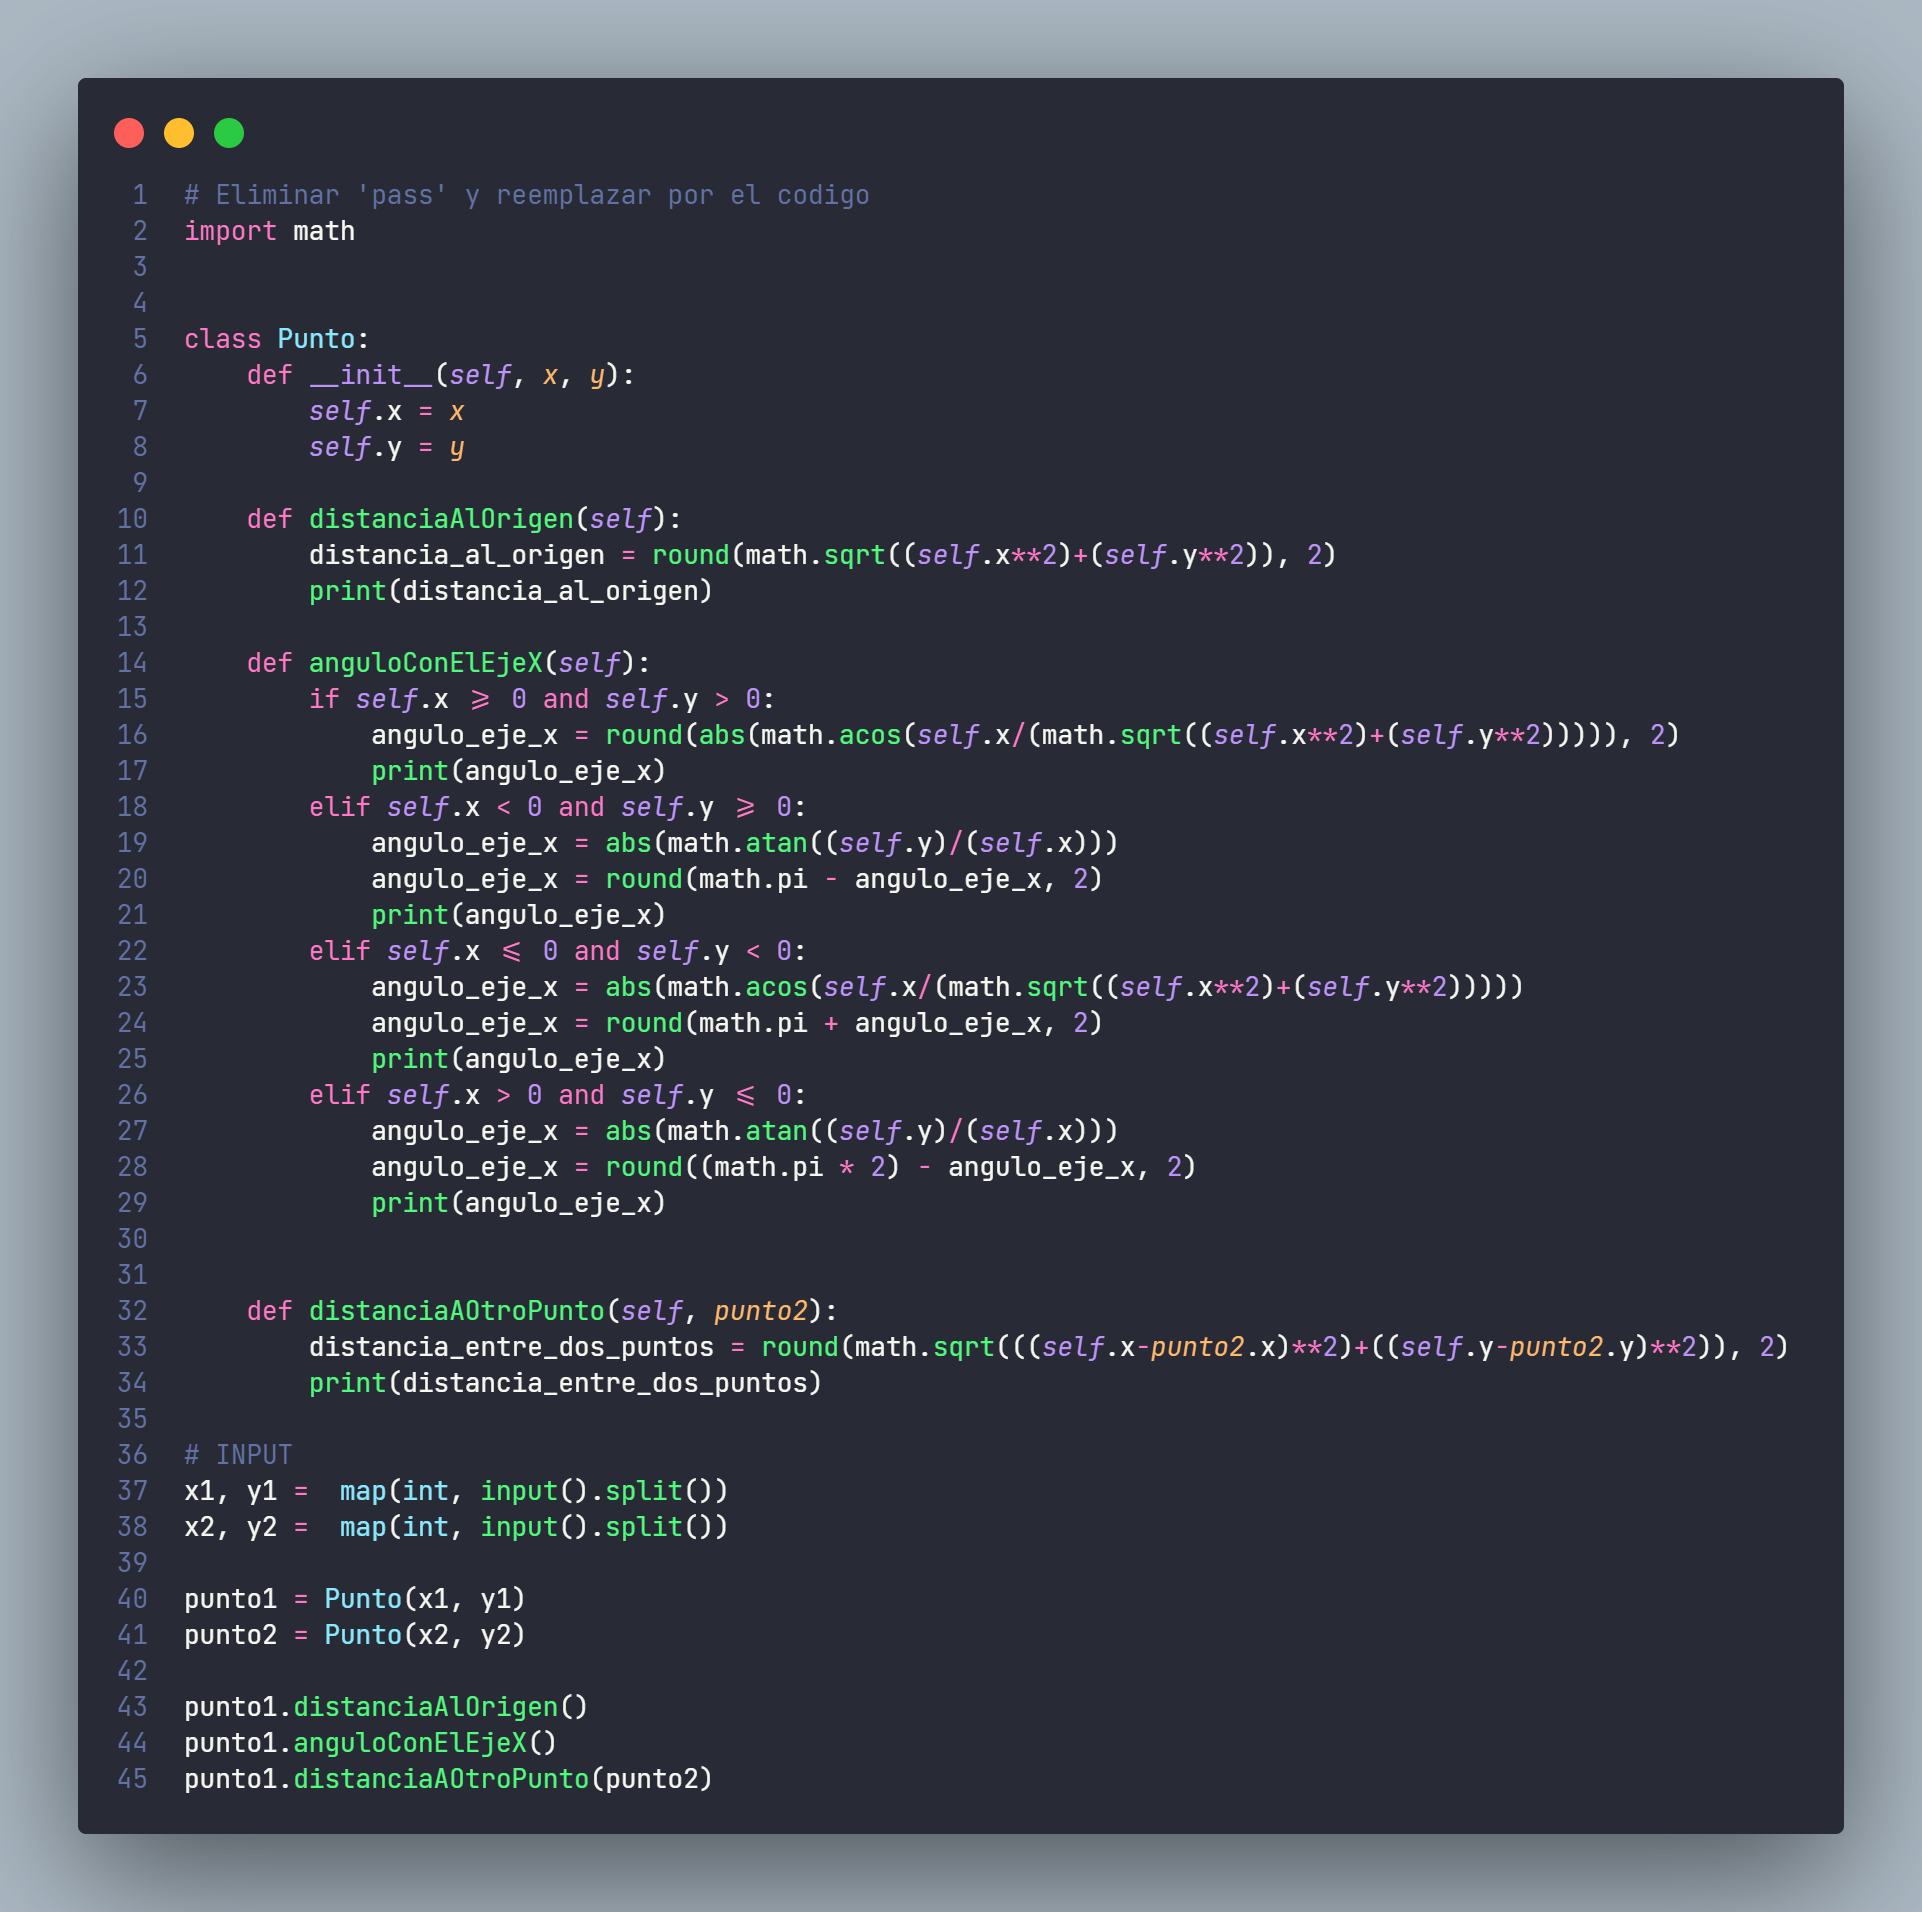 1 # Eliminar 'pass' y reemplazar por el codigo
2 import math
3
4
5 class Punto:
6     def __init__(self, x, y):
7         self.x = x
8         self.y = y
9
10     def distanciaAlOrigen(self):
11         distancia_al_origen = round(math.sqrt((self.x**2)+(self.y**2)), 2)
12         print(distancia_al_origen)
13
14     def anguloConElEjeX(self):
15         if self.x ⩾ 0 and self.y > 0:
16             angulo_eje_x = round(abs(math.acos(self.x/(math.sqrt((self.x**2)+(self.y**2))))), 2)
17             print(angulo_eje_x)
18         elif self.x < 0 and self.y ⩾ 0:
19             angulo_eje_x = abs(math.atan((self.y)/(self.x)))
20             angulo_eje_x = round(math.pi - angulo_eje_x, 2)
21             print(angulo_eje_x)
22         elif self.x ⩽ 0 and self.y < 0:
23             angulo_eje_x = abs(math.acos(self.x/(math.sqrt((self.x**2)+(self.y**2)))))
24             angulo_eje_x = round(math.pi + angulo_eje_x, 2)
25             print(angulo_eje_x)
26         elif self.x > 0 and self.y ⩽ 0:
27             angulo_eje_x = abs(math.atan((self.y)/(self.x)))
28             angulo_eje_x = round((math.pi * 2) - angulo_eje_x, 2)
29             print(angulo_eje_x)
30
31
32     def distanciaAOtroPunto(self, punto2):
33         distancia_entre_dos_puntos = round(math.sqrt(((self.x-punto2.x)**2)+((self.y-punto2.y)**2)), 2)
34         print(distancia_entre_dos_puntos)
35
36 # INPUT
37 x1, y1 =  map(int, input().split())
38 x2, y2 =  map(int, input().split())
39
40 punto1 = Punto(x1, y1)
41 punto2 = Punto(x2, y2)
42
43 punto1.distanciaAlOrigen()
44 punto1.anguloConElEjeX()
45 punto1.distanciaAOtroPunto(punto2)